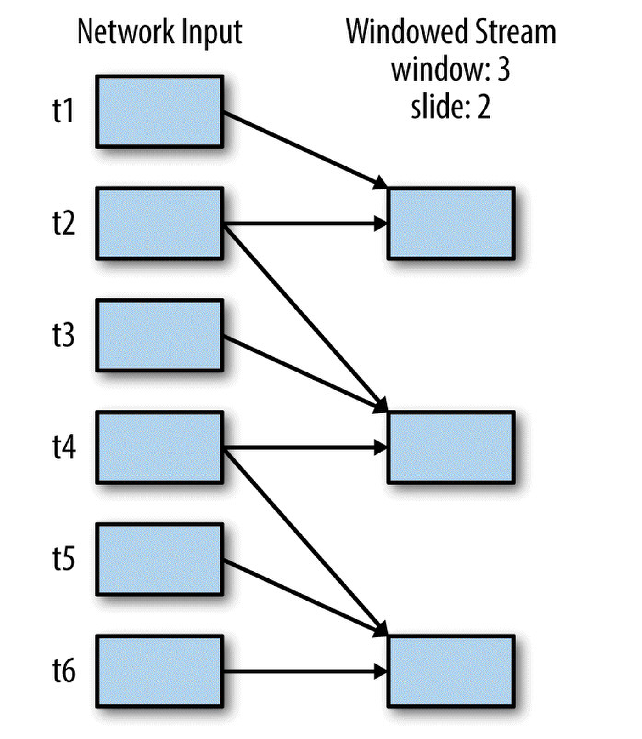 Network Input
Windowed Stream
window: 3
slide: 2
t1
t2
t3
t4
t5
t6